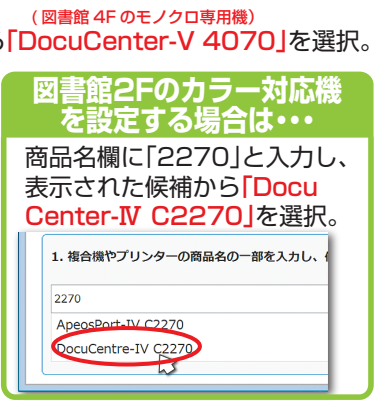 (図書館4Fのモノクロ専用機)
ら「DocuCenter-V 4070」を選択。
図書館2Fのカラー対応機
を設定する場合は・・・
商品名欄に「2270」と入力し、
表示された候補から「Docu
Center-Ⅳ C2270」を選択。
1. 複合機やプリンターの商品名の一部を入力し、
2270
ApeosPort-IV C2270
DocuCentre-IV C2270